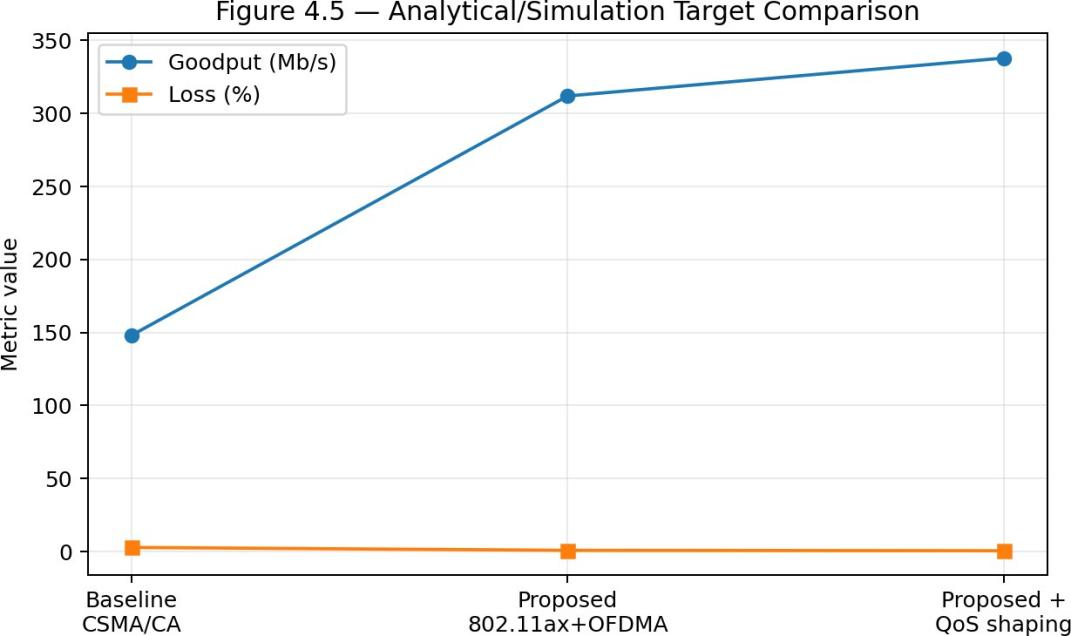 Figure 4.5 — Analytical/Simulation Target Comparison
Goodput (Mb/s)
Loss (%)
Metric value
350
300
250
200
150
100
50
0
Baseline
CSMA/CA
Proposed
802.11ax+OFDMA
Proposed +
QoS shaping